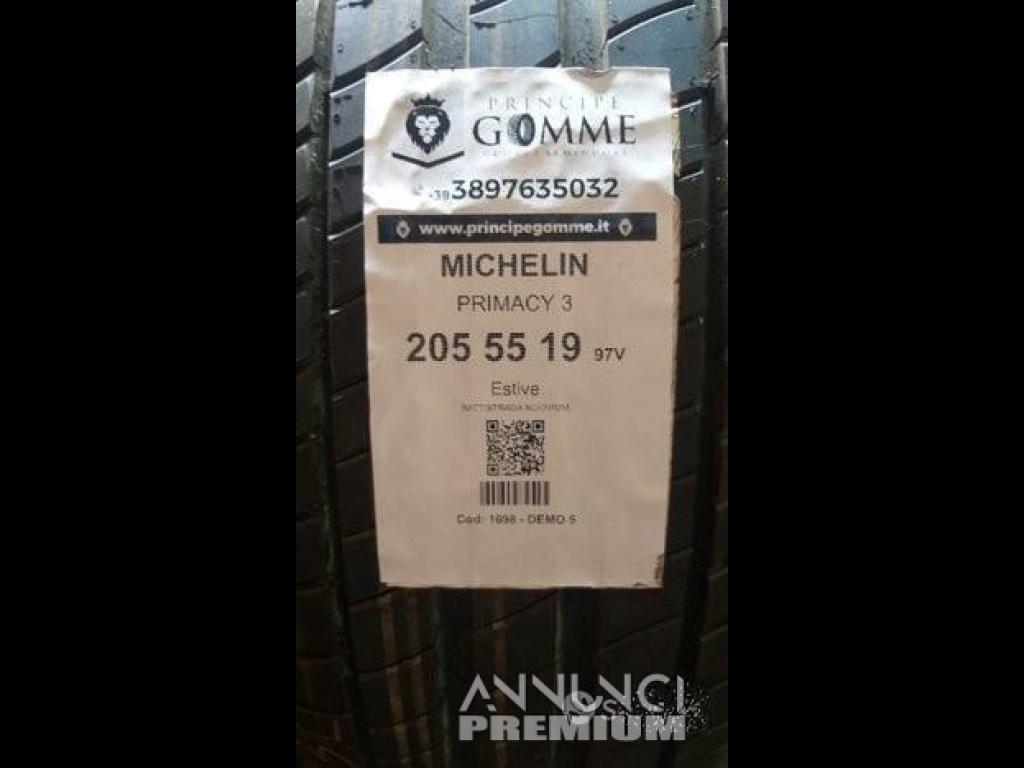 PRINCIPE
GOMME
+39 3897635032
www.principegomme.it
MICHELIN
PRIMACY 3
205 55 19 97V
Estive
BATTISTRADA
Cod: 1698 - DEMO 5
ANNUNCI
PREMIUM